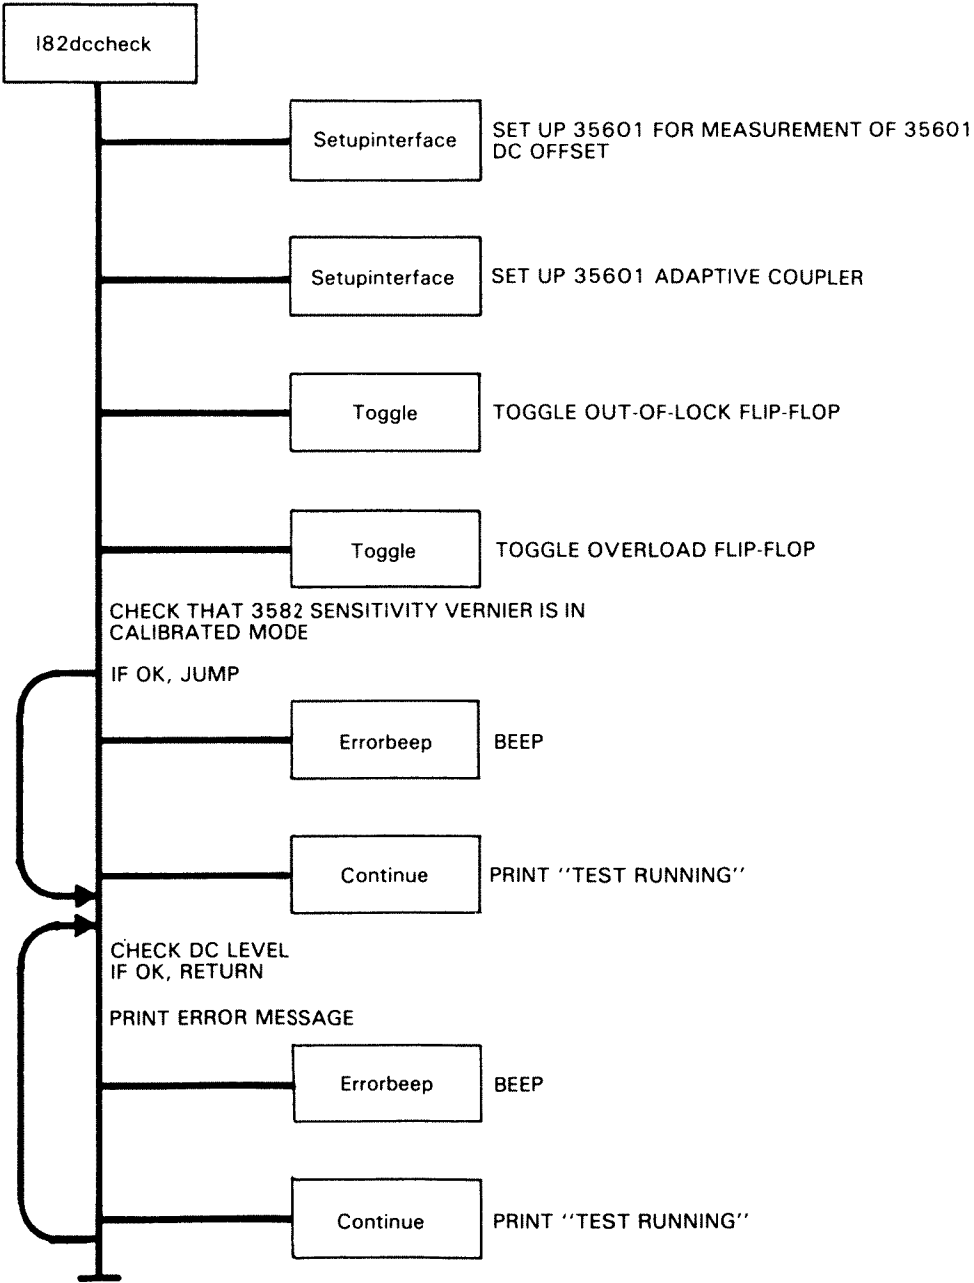 I82dccheck
Setupinterface
SET UP 35601 FOR MEASUREMENT OF 35601
DC OFFSET
Setupinterface
SET UP 35601 ADAPTIVE COUPLER
Toggle
TOGGLE OUT-OF-LOCK FLIP-FLOP
Toggle
TOGGLE OVERLOAD FLIP-FLOP
CHECK THAT 3582 SENSITIVITY VERNIER IS IN
CALIBRATED MODE
IF OK, JUMP
Errorbeep
BEEP
Continue
PRINT ''TEST RUNNING''
CHECK DC LEVEL
IF OK, RETURN
PRINT ERROR MESSAGE
Errorbeep
BEEP
Continue
PRINT ''TEST RUNNING''